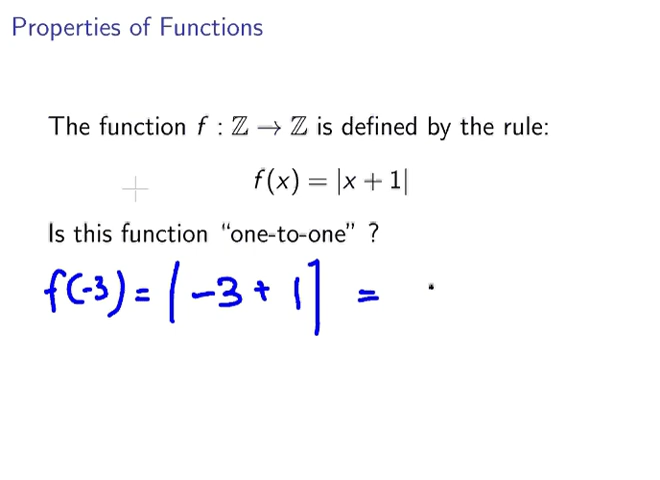 Properties of Functions
The function f : ℤ → ℤ is defined by the rule:
f(x) = |x + 1|
Is this function “one-to-one” ?
f(-3) = |-3 + 1| =